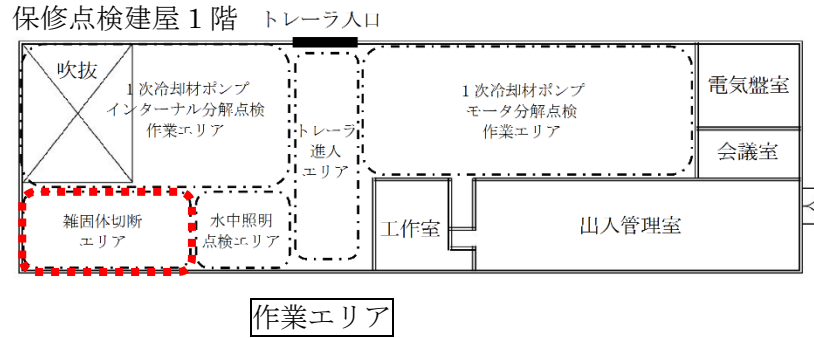 保修点検建屋１階
トレーラ入口
吹抜
１次冷却材ポンプ
インターナル分解点検
作業エリア
トレーラ
進入
エリア
１次冷却材ポンプ
モータ分解点検
作業エリア
電気盤室
会議室
雑固体切断
エリア
水中照明
点検エリア
工作室
出入管理室
作業エリア